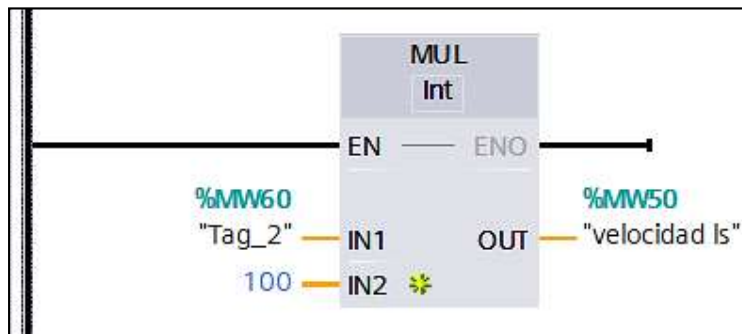 MUL
Int
EN ENO
%MW60 %MW50
"Tag_2" IN1 OUT "velocidad ls"
100 IN2